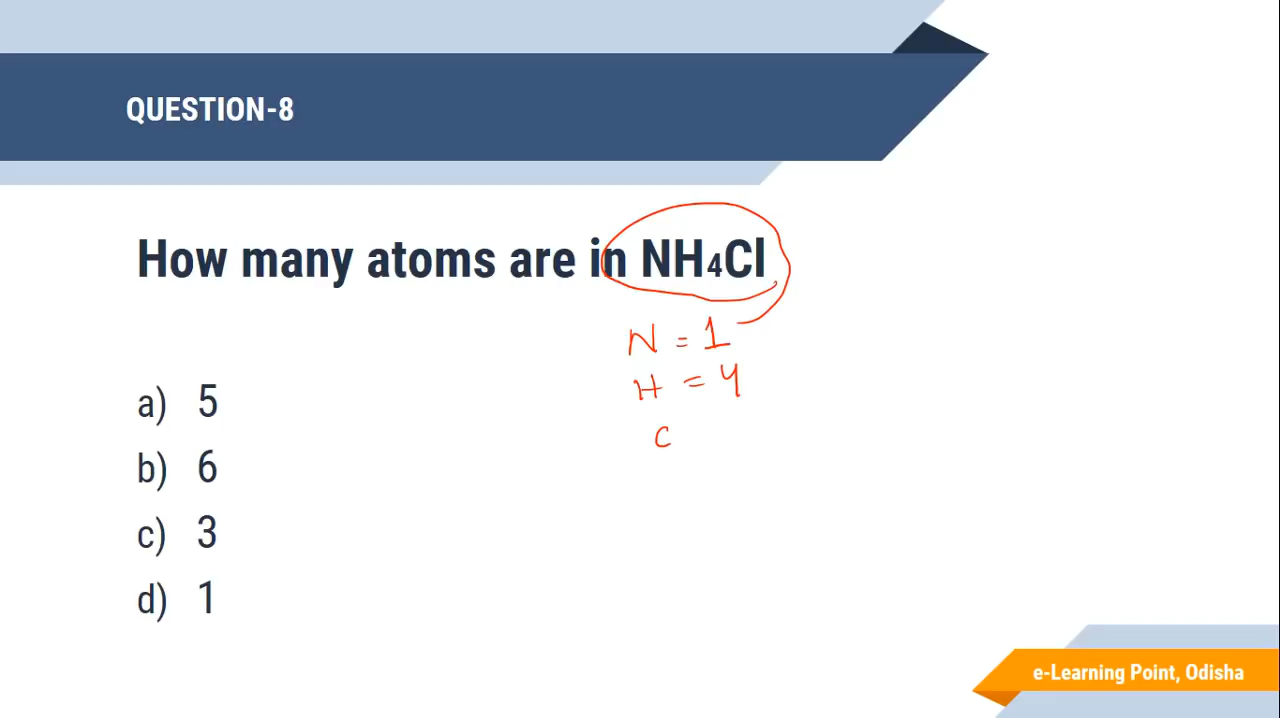 QUESTION-8
How many atoms are in NH₄Cl
N = 1
H = 4
C
a) 5
b) 6
c) 3
d) 1
e-Learning Point, Odisha